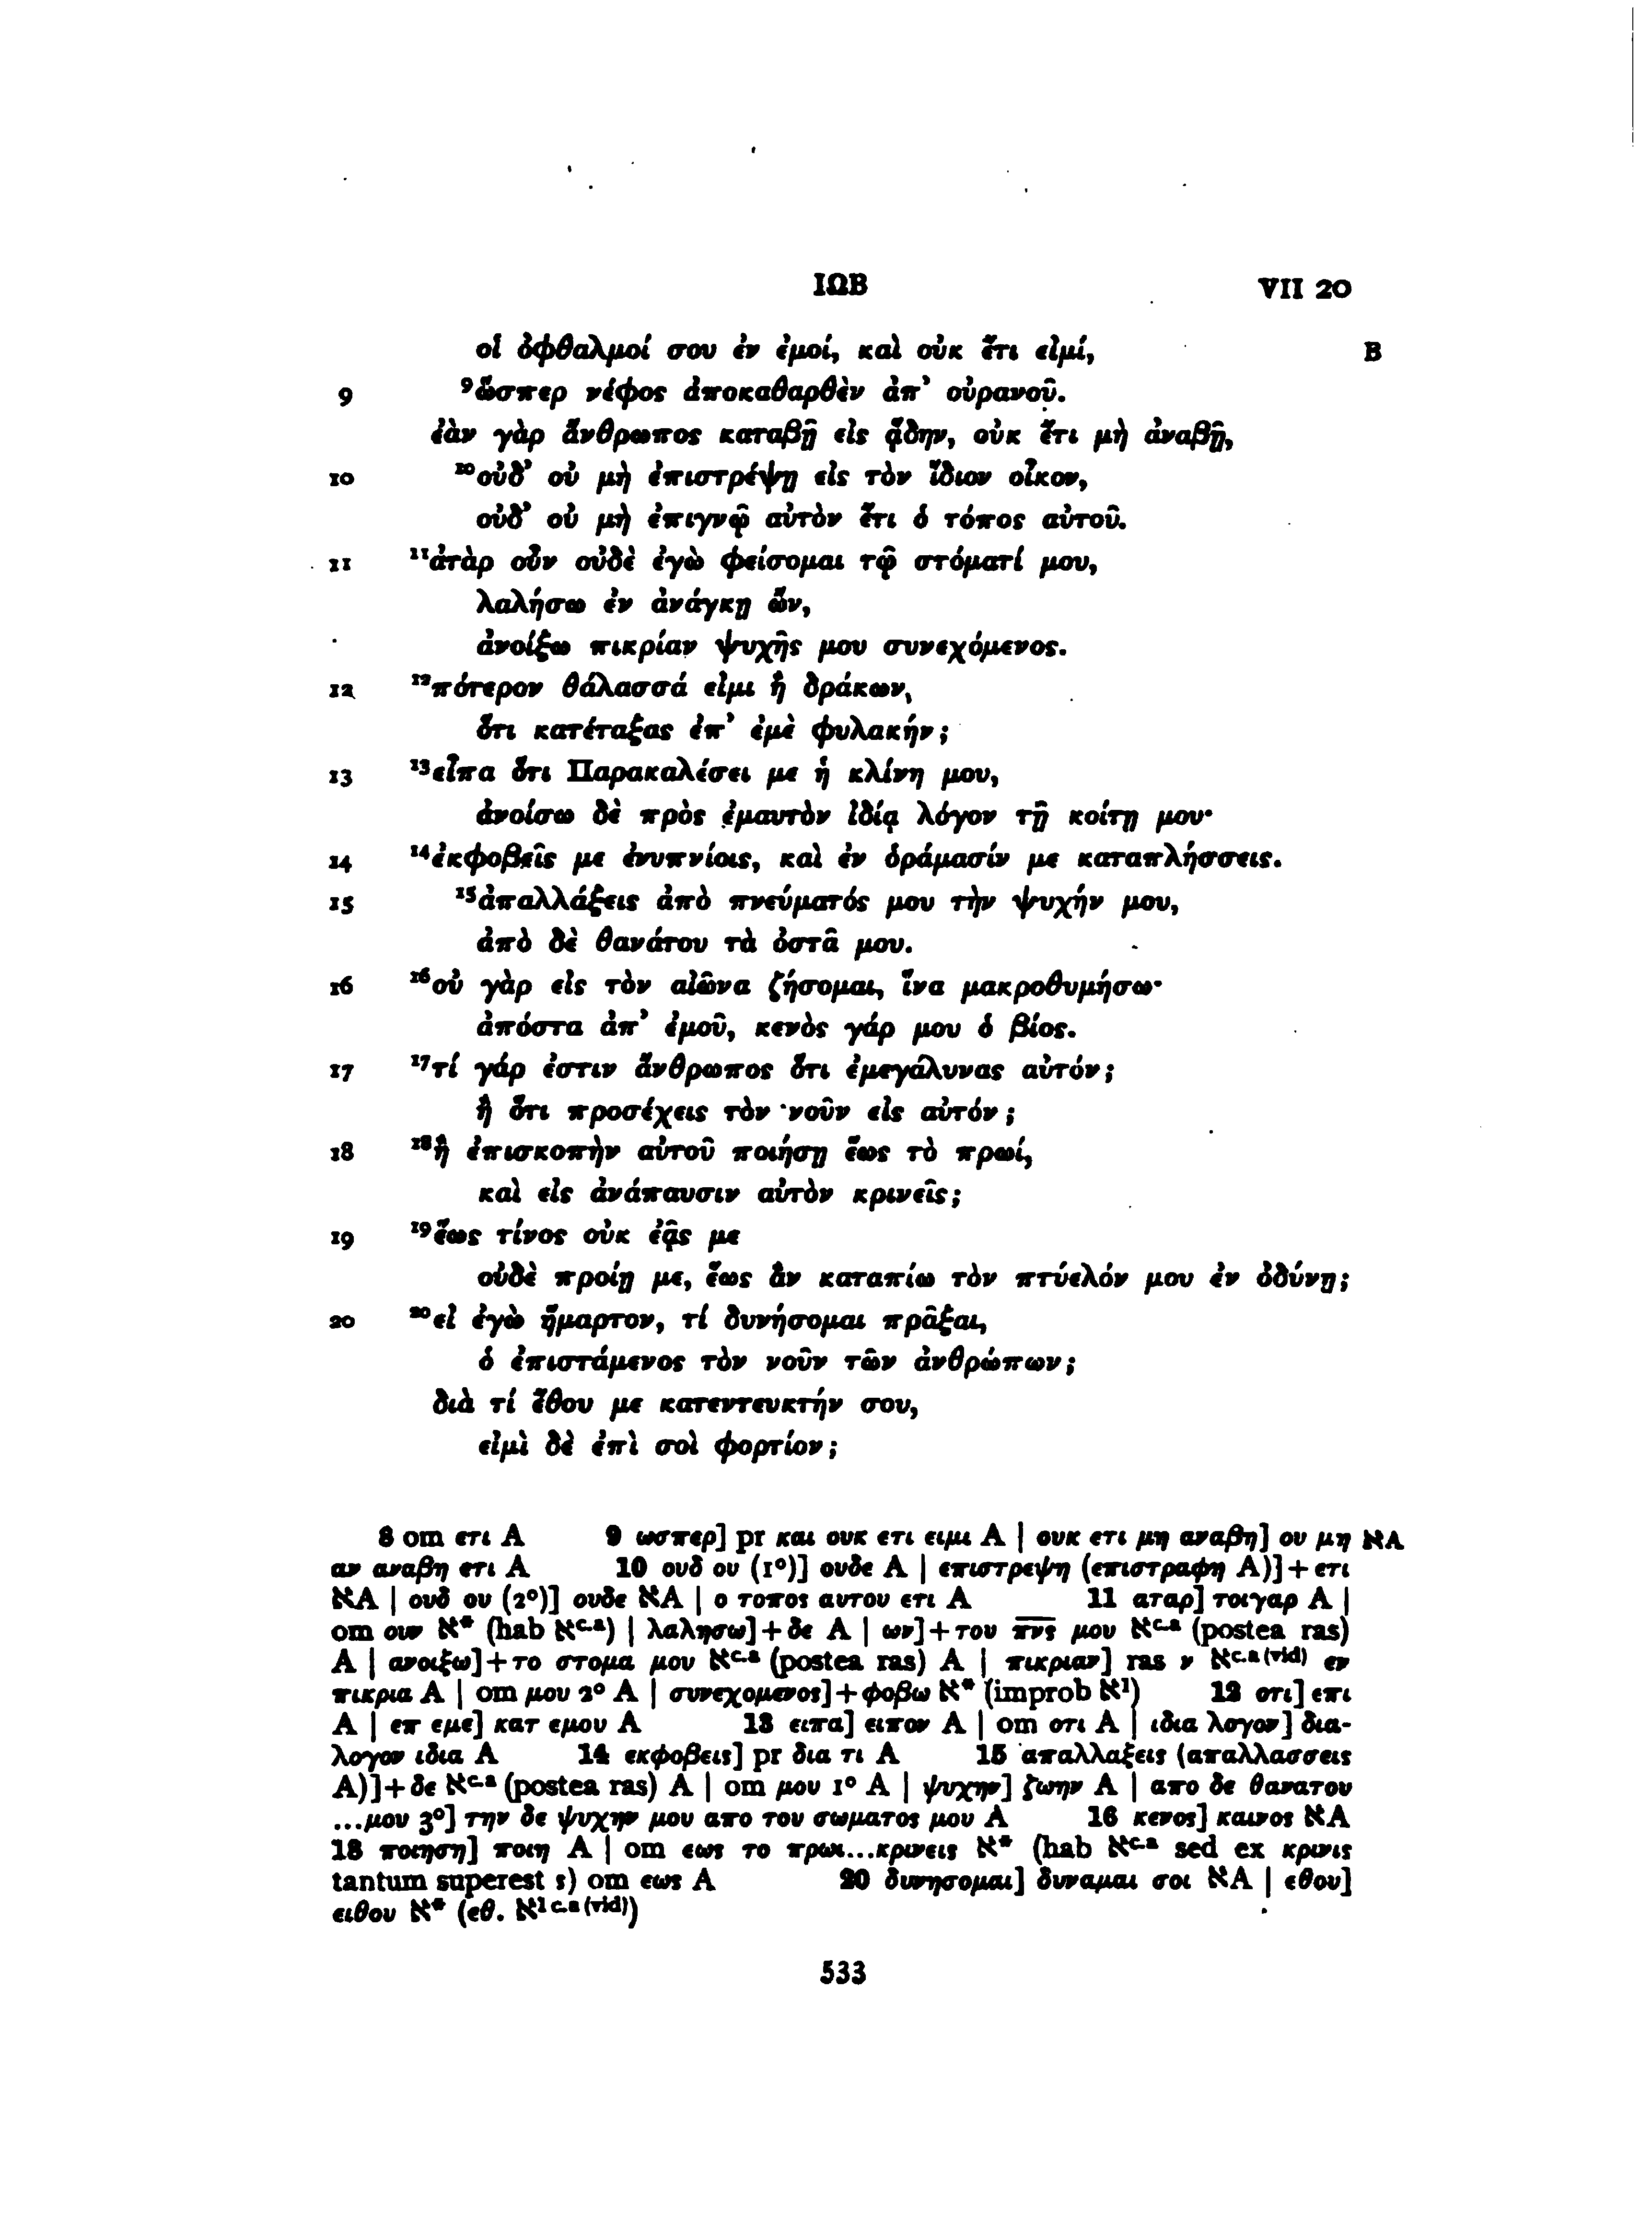 ΙΩΒ VII 20
οἱ ὀφθαλμοί σου ἐν ἐμοί, καὶ οὐκ ἔτι εἰμί, B
9 ⁹ὥσπερ νέφος ἀποκαθαρθὲν ἀπ’ οὐρανοῦ.
ἐὰν γὰρ ἄνθρωπος καταβῇ εἰς ᾅδην, οὐκ ἔτι μὴ ἀναβῇ,
10 ¹⁰οὐδ’ οὐ μὴ ἐπιστρέψῃ εἰς τὸν ἴδιον οἶκον,
οὐδ’ οὐ μὴ ἐπιγνῷ αὐτὸν ἔτι ὁ τόπος αὐτοῦ.
11 ¹¹ἀτὰρ οὖν οὐδὲ ἐγὼ φείσομαι τῷ στόματί μου,
λαλήσω ἐν ἀνάγκῃ ὤν,
ἀνοίξω πικρίαν ψυχῆς μου συνεχόμενος.
12 ¹²πότερον θάλασσά εἰμι ἢ δράκων,
ὅτι κατέταξας ἐπ’ ἐμὲ φυλακήν;
13 ¹³εἶπα ὅτι Παρακαλέσει με ἡ κλίνη μου,
ἀνοίσω δὲ πρὸς ἐμαυτὸν ἰδίᾳ λόγον τῇ κοίτῃ μου·
14 ¹⁴ἐκφοβεῖς με ἐνυπνίοις, καὶ ἐν ὁράμασίν με καταπλήσσεις.
15 ¹⁵ἀπαλλάξεις ἀπὸ πνεύματός μου τὴν ψυχήν μου,
ἀπὸ δὲ θανάτου τὰ ὀστᾶ μου.
16 ¹⁶οὐ γὰρ εἰς τὸν αἰῶνα ζήσομαι, ἵνα μακροθυμήσω·
ἀπόστα ἀπ’ ἐμοῦ, κενὸς γάρ μου ὁ βίος.
17 ¹⁷τί γάρ ἐστιν ἄνθρωπος ὅτι ἐμεγάλυνας αὐτόν;
ἢ ὅτι προσέχεις τὸν νοῦν εἰς αὐτόν;
18 ¹⁸ἢ ἐπισκοπὴν αὐτοῦ ποιήσῃ ἕως τὸ πρωί,
καὶ εἰς ἀνάπαυσιν αὐτὸν κρινεῖς;
19 ¹⁹ἕως τίνος οὐκ ἐᾷς με
οὐδὲ προίῃ με, ἕως ἂν καταπίω τὸν πτύελόν μου ἐν ὀδύνῃ;
20 ²⁰εἰ ἐγὼ ἥμαρτον, τί δυνήσομαι πρᾶξαι,
ὁ ἐπιστάμενος τὸν νοῦν τῶν ἀνθρώπων;
διὰ τί ἔθου με κατεντευκτήν σου,
εἰμὶ δὲ ἐπὶ σοὶ φορτίον;
8 om ετι A 9 ωσπερ] pr και ουκ ετι ειμι A | ουκ ετι μη αναβη] ου μη אA
αν αναβη ετι A 10 ουδ ου (1º)] ουδε A | επιστρεψη (επιστραφη A)]+ετι
אA | ουδ ου (2º)] ουδε אA | ο τοπος αυτου ετι A 11 αταρ] τοιγαρ A |
om ουν א* (hab א^c.a) | λαλησω]+δε A | ων]+του π̅ν̅ς̅ μου א^c.a (postea ras)
A | ανοιξω]+το στομα μου א^c.a (postea ras) A | πικριαν] ras ν א^c.a (vid) εν
πικρια A | om μου 2º A | συνεχομενος]+φοβω א* (improb א¹) 12 οτι] επι
A | επ εμε] κατ εμου A 13 ειπα] ειπον A | om οτι A | ιδια λογον] δια-
λογον ιδια A 14 εκφοβεις] pr δια τι A 15 απαλλαξεις (απαλλασσεις
A)]+δε א^c.a (postea ras) A | om μου 1º A | ψυχην] ζωην A | απο δε θανατου
...μου 3º] την δε ψυχην μου απο του σωματος μου A 16 κενος] καινος אA
18 ποιηση] ποιη A | om εως το πρωι...κρινεις א* (hab א^c.a sed ex κρινις
tantum superest ς) om εως A 20 δυνησομαι] δυναμαι σοι אA | εθου]
ειθου א* (εθ. א^1 c.a (vid))
533